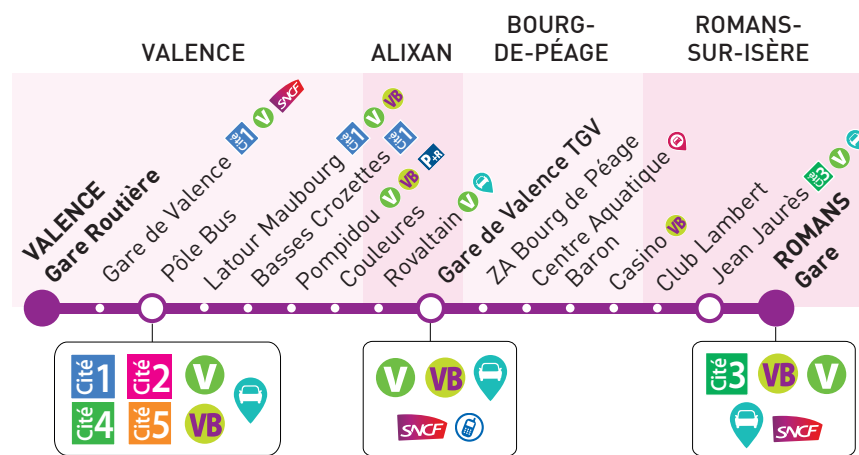 VALENCE
ALIXAN
BOURG-
DE-PÉAGE
ROMANS-
SUR-ISÈRE
VALENCE
Gare Routière
Gare de Valence Cité 1 V SNCF
Pôle Bus
Latour Maubourg Cité 1 V VB
Basses Crozettes Cité 1
Pompidou V VB P+R
Couleures
Rovaltain V
Gare de Valence TGV
ZA Bourg de Péage
Centre Aquatique
Baron
Casino VB
Club Lambert
Jean Jaurès Cité 3 V
ROMANS
Gare
Cité 1 Cité 2 V
Cité 4 Cité 5 VB
V VB
SNCF
Cité 3 VB V
SNCF